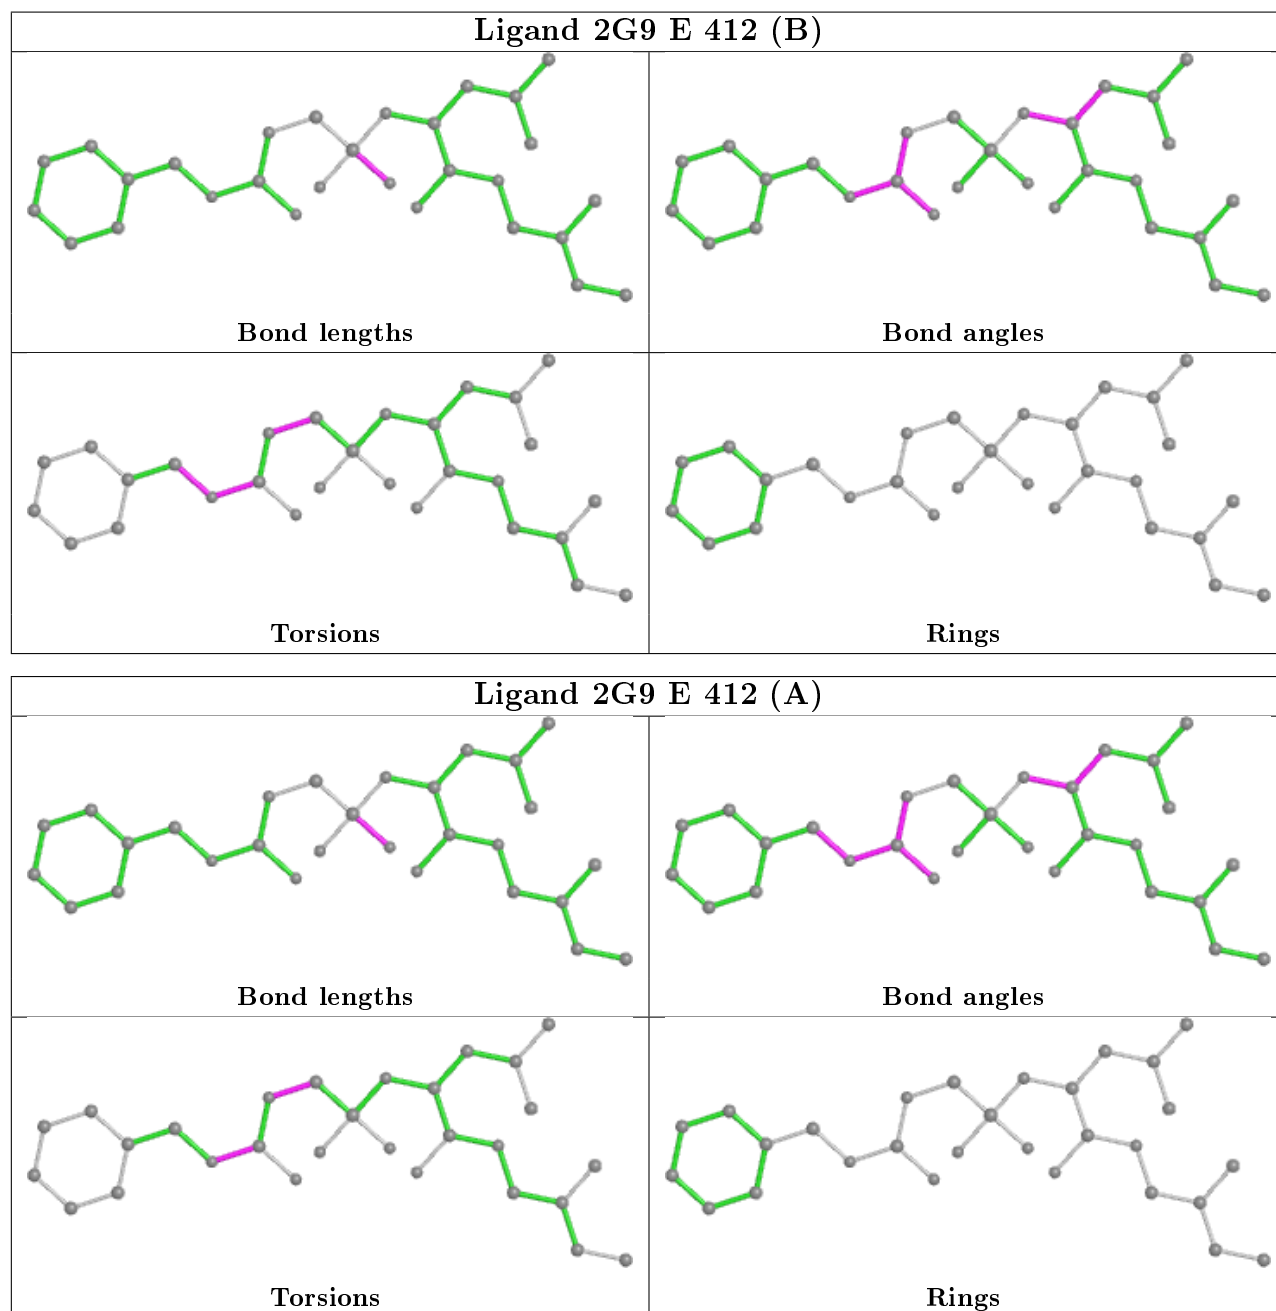 Ligand 2G9 E 412 (B)
Bond lengths
Bond angles
Torsions
Rings
Ligand 2G9 E 412 (A)
Bond lengths
Bond angles
Torsions
Rings